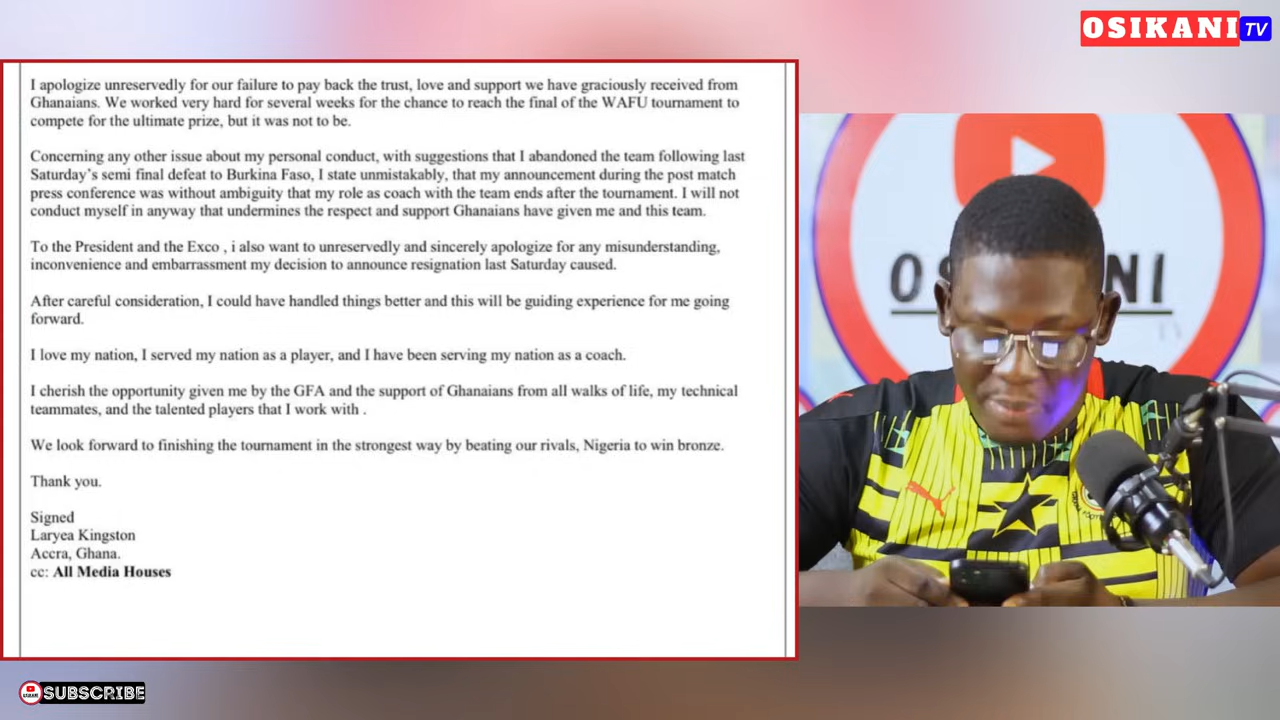 OSIKANI TV
I apologize unreservedly for our failure to pay back the trust, love and support we have graciously received from
Ghanaians. We worked very hard for several weeks for the chance to reach the final of the WAFU tournament to
compete for the ultimate prize, but it was not to be.
Concerning any other issue about my personal conduct, with suggestions that I abandoned the team following last
Saturday's semi final defeat to Burkina Faso, I state unmistakably, that my announcement during the post match
press conference was without ambiguity that my role as coach with the team ends after the tournament. I will not
conduct myself in anyway that undermines the respect and support Ghanaians have given me and this team.
To the President and the Exco , i also want to unreservedly and sincerely apologize for any misunderstanding,
inconvenience and embarrassment my decision to announce resignation last Saturday caused.
After careful consideration, I could have handled things better and this will be guiding experience for me going
forward.
I love my nation, I served my nation as a player, and I have been serving my nation as a coach.
I cherish the opportunity given me by the GFA and the support of Ghanaians from all walks of life, my technical
teammates, and the talented players that I work with .
We look forward to finishing the tournament in the strongest way by beating our rivals, Nigeria to win bronze.
Thank you.
Signed
Laryea Kingston
Accra, Ghana.
cc: All Media Houses
SUBSCRIBE